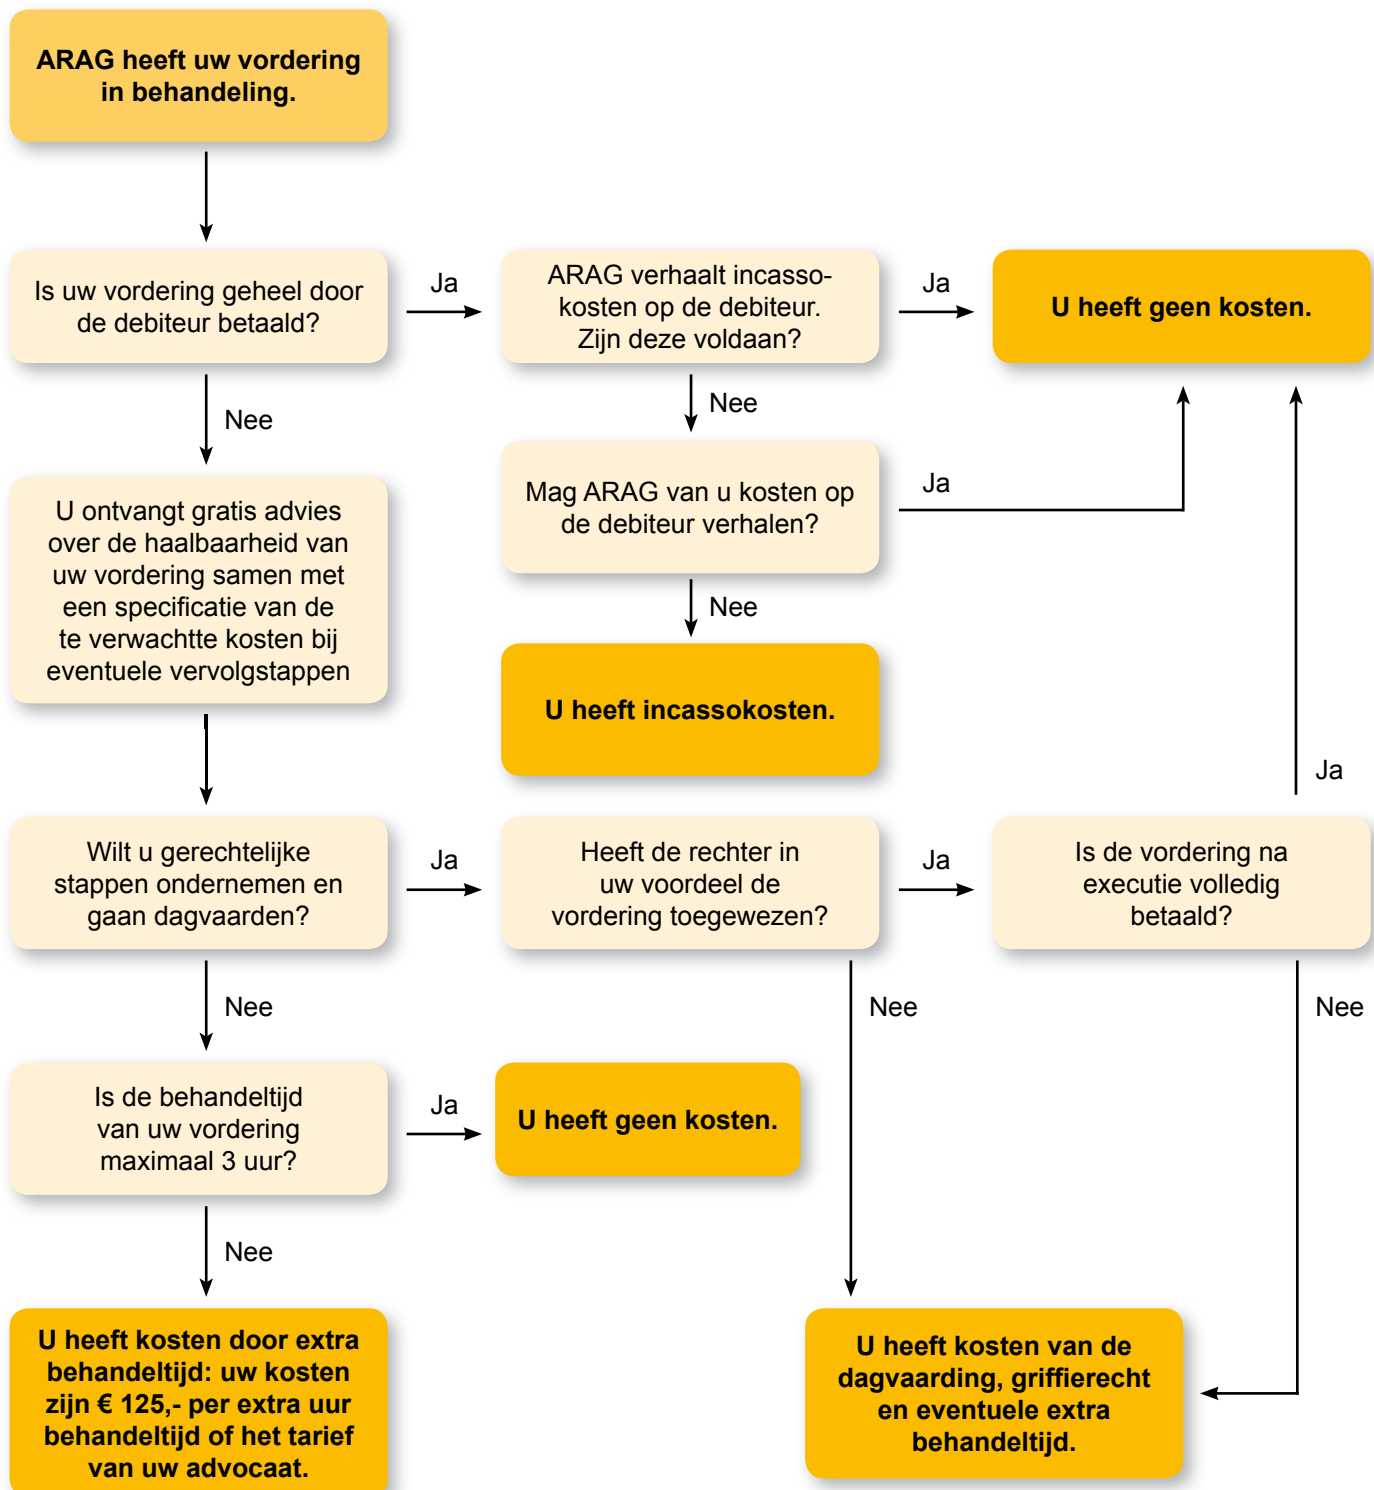 ARAG heeft uw vordering
in behandeling.
Is uw vordering geheel door
de debiteur betaald?
Ja
ARAG verhaalt incasso-
kosten op de debiteur.
Zijn deze voldaan?
Ja
U heeft geen kosten.
Nee
Nee
U ontvangt gratis advies
over de haalbaarheid van
uw vordering samen met
een specificatie van de
te verwachtte kosten bij
eventuele vervolgstappen
Mag ARAG van u kosten op
de debiteur verhalen?
Ja
Nee
U heeft incassokosten.
Ja
Wilt u gerechtelijke
stappen ondernemen en
gaan dagvaarden?
Ja
Heeft de rechter in
uw voordeel de
vordering toegewezen?
Ja
Is de vordering na
executie volledig
betaald?
Nee
Nee
Nee
Is de behandeltijd
van uw vordering
maximaal 3 uur?
Ja
U heeft geen kosten.
Nee
U heeft kosten door extra
behandeltijd: uw kosten
zijn € 125,- per extra uur
behandeltijd of het tarief
van uw advocaat.
U heeft kosten van de
dagvaarding, griffierecht
en eventuele extra
behandeltijd.